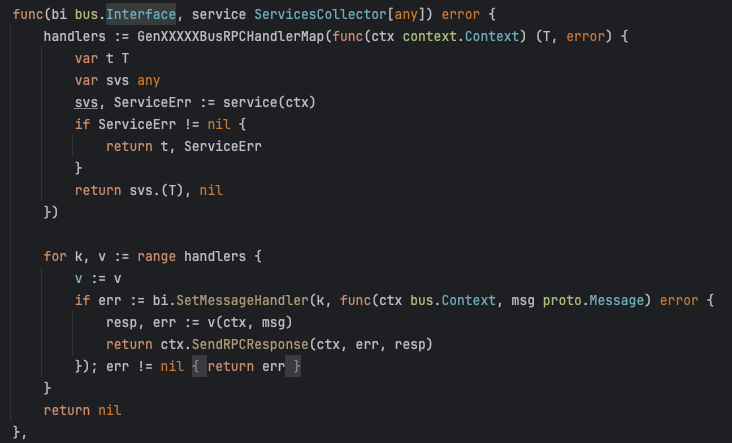 func(bi bus.Interface, service ServicesCollector[any]) error {
    handlers := GenXXXXXBusRPCHandlerMap(func(ctx context.Context) (T, error) {
        var t T
        var svs any
        svs, ServiceErr := service(ctx)
        if ServiceErr != nil {
            return t, ServiceErr
        }
        return svs.(T), nil
    })

    for k, v := range handlers {
        v := v
        if err := bi.SetMessageHandler(k, func(ctx bus.Context, msg proto.Message) error {
            resp, err := v(ctx, msg)
            return ctx.SendRPCResponse(ctx, err, resp)
        }); err != nil { return err }
    }
    return nil
},